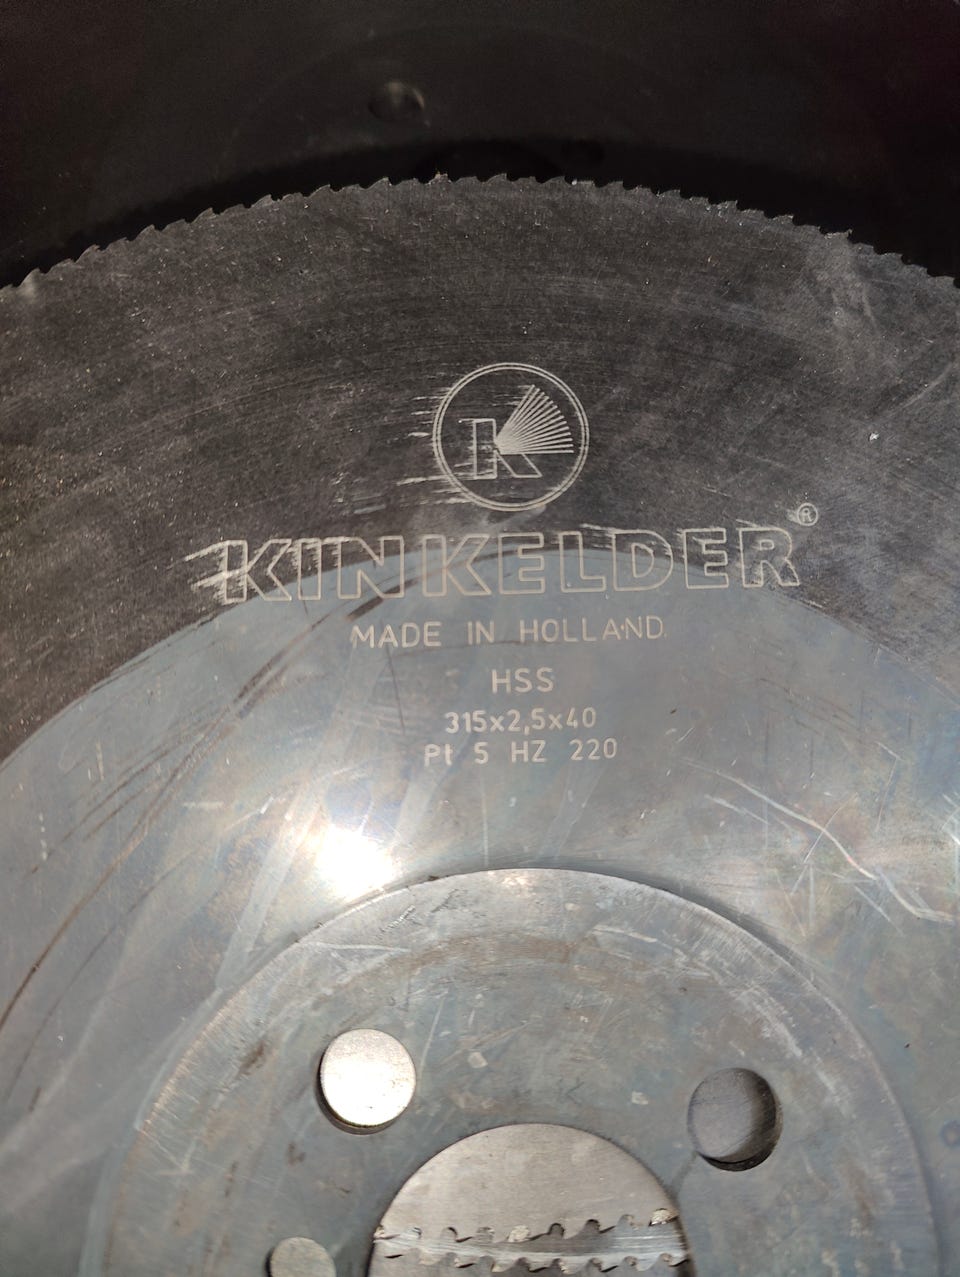 K
KINKELDER®
MADE IN HOLLAND
HSS
315x2,5x40
Pt 5 HZ 220